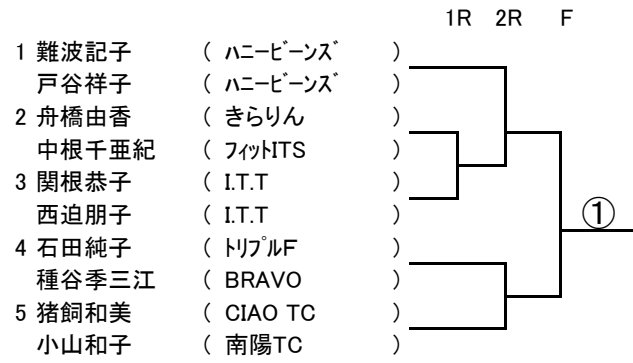 1R 2R F
1 難波記子 ( ハニービーンズ )
戸谷祥子 ( ハニービーンズ )
2 舟橋由香 ( きらりん )
中根千亜紀 ( フィットITS )
3 関根恭子 ( I.T.T )
西迫朋子 ( I.T.T )
①
4 石田純子 ( トリプルF )
種谷季三江 ( BRAVO )
5 猪飼和美 ( CIAO TC )
小山和子 ( 南陽TC )